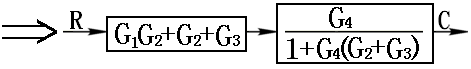 ⇒ R → G₁G₂+G₂+G₃ → G₄/(1+G₄(G₂+G₃)) C →